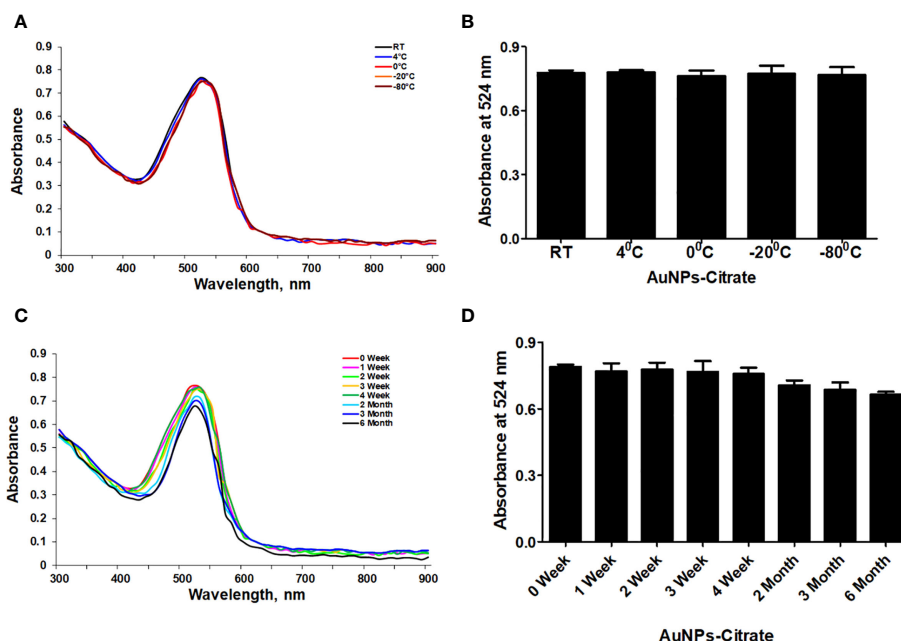 A
0.9
0.8
0.7
0.6
0.5
0.4
0.3
0.2
0.1
0
Absorbance
300 400 500 600 700 800 900
Wavelength, nm
RT
4°C
0°C
-20°C
-80°C
B
0.9
0.6
0.3
0.0
Absorbance at 524 nm
RT 4⁰C 0⁰C -20⁰C -80⁰C
AuNPs-Citrate
C
0.9
0.8
0.7
0.6
0.5
0.4
0.3
0.2
0.1
0
Absorbance
300 400 500 600 700 800 900
Wavelength, nm
0 Week
1 Week
2 Week
3 Week
4 Week
2 Month
3 Month
6 Month
D
0.9
0.6
0.3
0.0
Absorbance at 524 nm
0 Week 1 Week 2 Week 3 Week 4 Week 2 Month 3 Month 6 Month
AuNPs-Citrate